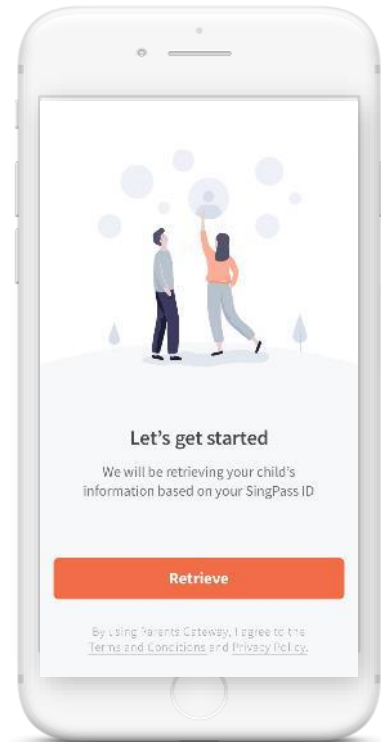 Let’s get started
We will be retrieving your child’s
information based on your SingPass ID
Retrieve
By using Parents Gateway, I agree to the
Terms and Conditions and Privacy Policy.